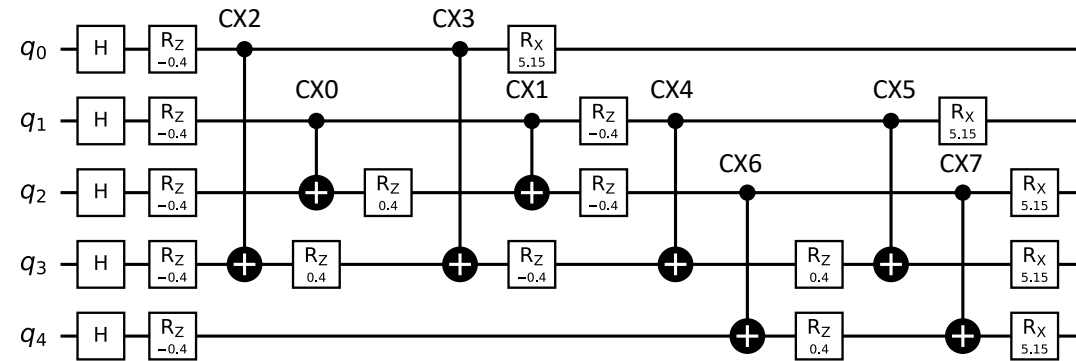 CX2 CX3
q0 H RZ −0.4 RX 5.15
CX0 CX1 CX4 CX5
q1 H RZ −0.4 RZ −0.4 RX 5.15
CX6 CX7
q2 H RZ −0.4 RZ 0.4 RZ −0.4 RX 5.15
q3 H RZ −0.4 RZ 0.4 RZ −0.4 RZ 0.4 RX 5.15
q4 H RZ −0.4 RZ 0.4 RX 5.15